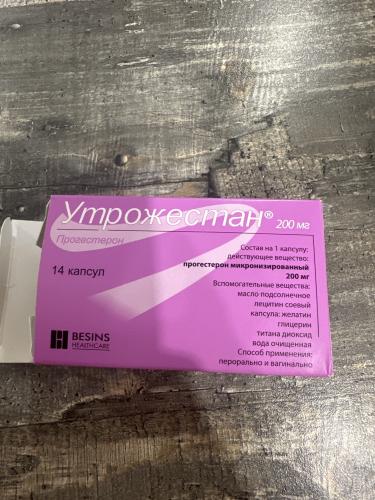 Утрожестан® 200 мг
Прогестерон
14 капсул
Состав на 1 капсулу:
действующее вещество:
прогестерон микронизированный
200 мг
Вспомогательные вещества:
масло подсолнечное
лецитин соевый
капсула: желатин
глицерин
титана диоксид
вода очищенная
Способ применения:
перорально и вагинально
BESINS
HEALTHCARE